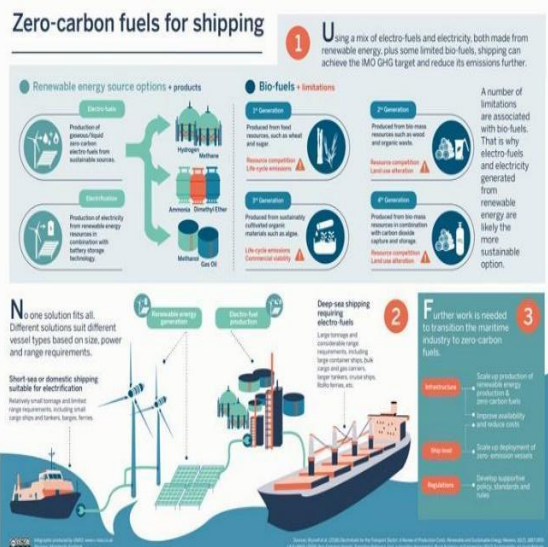 Zero-carbon fuels for shipping
1
Using a mix of electro-fuels and electricity, both made from
renewable energy, plus some limited bio-fuels, shipping can
achieve the IMO GHG target and reduce its emissions further.
Renewable energy source options + products
Electro-fuels
Production of
gaseous/liquid
zero-carbon
electro-fuels from
sustainable sources.
Electrification
Production of electricity
from renewable energy
resources in
combination with
battery storage
technology.
Hydrogen
Methane
Ammonia Dimethyl Ether
Methanol
Gas Oil
Bio-fuels + limitations
1st Generation
Produced from food
resources, such as wheat
and sugar.
Resource competition
Life-cycle emissions
2nd Generation
Produced from bio-mass
resources such as wood
and organic waste.
Resource competition
Land use alteration
3rd Generation
Produced from sustainably
cultivated organic
materials such as algae.
Life-cycle emissions
Commercial viability
4th Generation
Produced from bio-mass
resources in combination
with carbon dioxide
capture and storage.
Resource competition
Land use alteration
A number of
limitations
are associated
with bio-fuels.
That is why
electro-fuels
and electricity
generated
from
renewable
energy are
likely the
more
sustainable
option.
No one solution fits all.
Different solutions suit different
vessel types based on size, power
and range requirements.
Short-sea or domestic shipping
suitable for electrification
Relatively small tonnage and limited
range requirements, including small
cargo ships and tankers, barges, ferries.
Renewable energy
generation
Electro-fuel
production
Deep-sea shipping
requiring
electro-fuels
Large tonnage and
considerable range
requirements, including
large container ships, bulk
cargo and gas carriers,
larger tankers, cruise ships,
RoRo ferries, etc.
2
Further work is needed
to transition the maritime
industry to zero-carbon
fuels.
3
Infrastructure
Scale up production of
renewable energy
production &
zero-carbon fuels
Improve availability
and reduce costs
Ship level
Scale up deployment of
zero-emission vessels
Regulations
Develop supportive
policy, standards and
rules